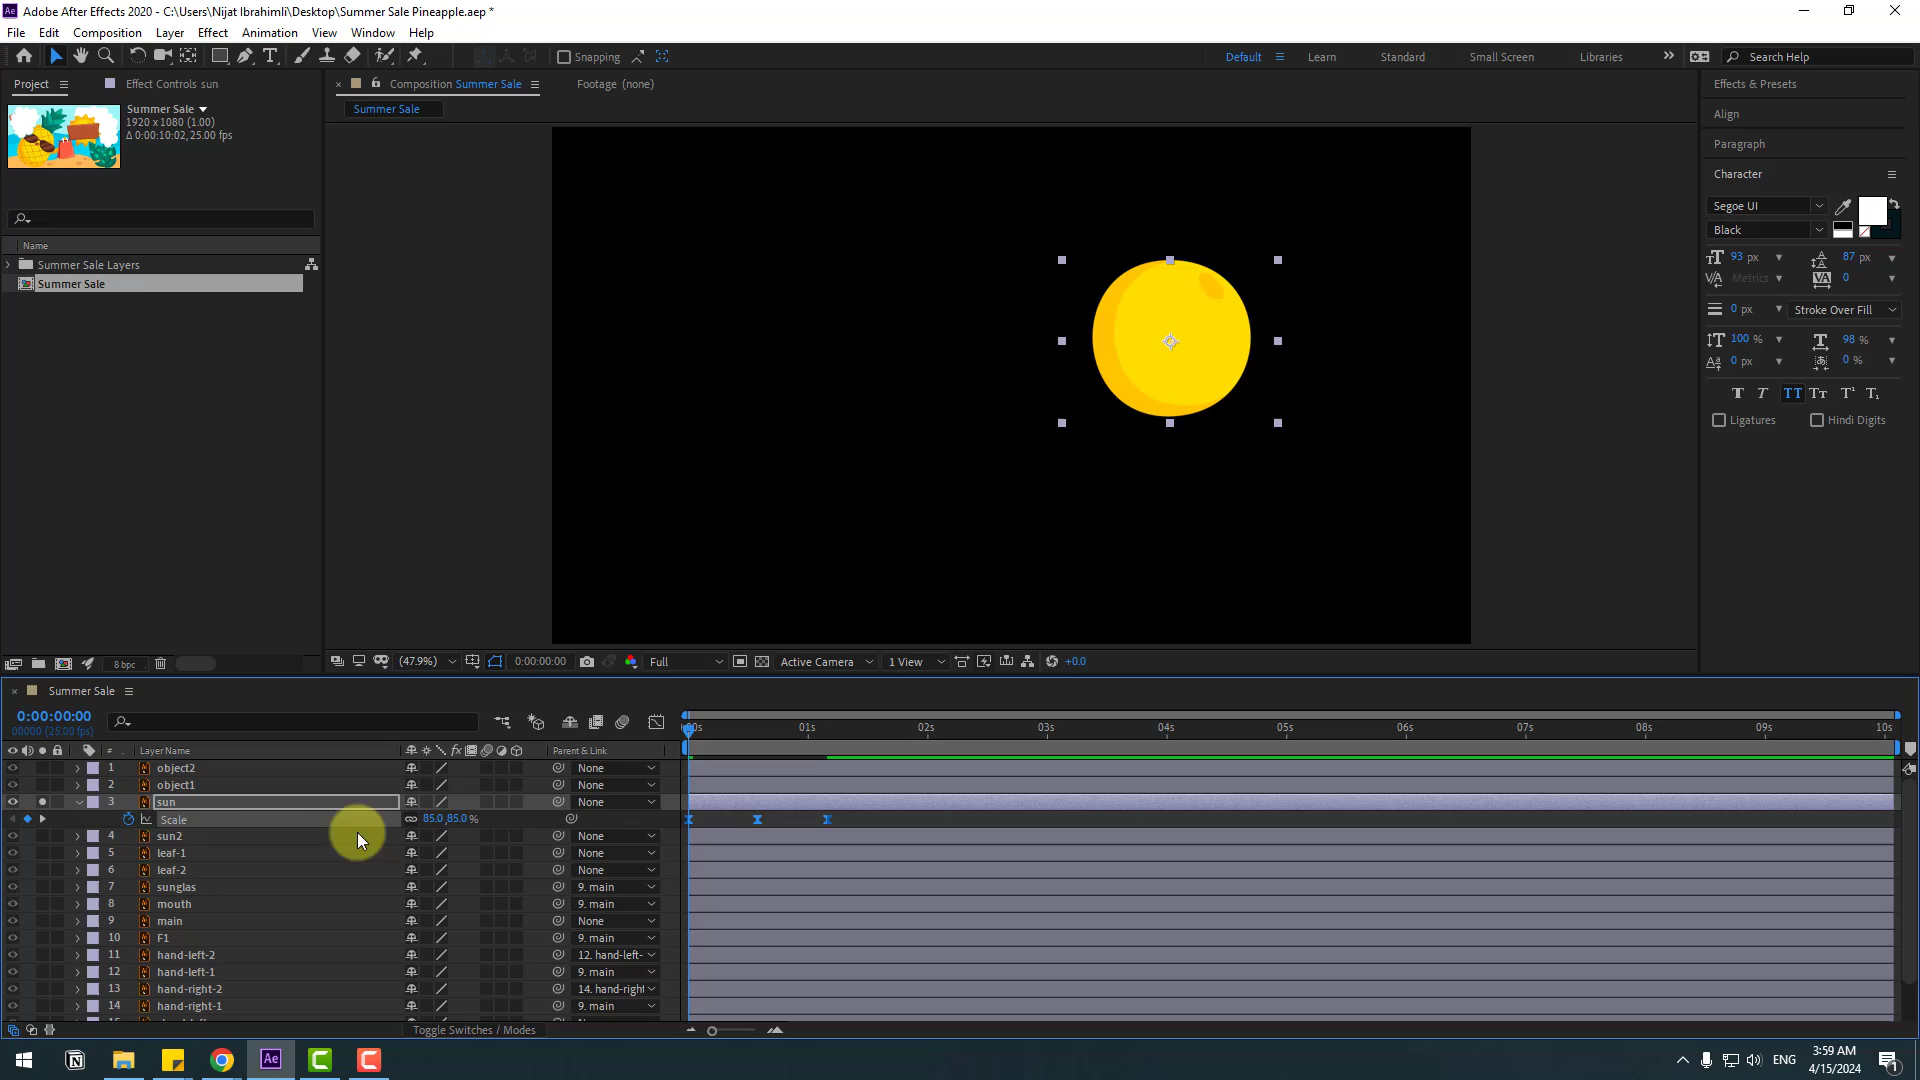 Adobe After Effects 2020 - C:\Users\Nijat Ibrahimli\Desktop\Summer Sale Pineapple.aep *
File Edit Composition Layer Effect Animation View Window Help
Snapping
Default Learn Standard Small Screen Libraries Search Help
Project Effect Controls sun
Composition Summer Sale Footage (none)
Effects & Presets
Summer Sale
1920 x 1080 (1.00)
Δ 0:00:10:02, 25.00 fps
Summer Sale
Align
Paragraph
Character
Segoe UI
Black
93 px 87 px
Metrics 0
0 px Stroke Over Fill
100 % 98 %
0 px 0 %
Ligatures Hindi Digits
Name
Summer Sale Layers
Summer Sale
8 bpc
(47.9%) 0:00:00:00 Full Active Camera 1 View +0.0
Summer Sale
0:00:00:00
00000 (25.00 fps)
01s 02s 03s 04s 05s 06s 07s 08s 09s 10s
# Layer Name Parent & Link
1 object2 None
2 object1 None
3 sun None
Scale 85.0,85.0 %
4 sun2 None
5 leaf-1 None
6 leaf-2 None
7 sunglas 9. main
8 mouth 9. main
9 main None
10 F1 9. main
11 hand-left-2 12. hand-left-
12 hand-left-1 9. main
13 hand-right-2 14. hand-right
14 hand-right-1 9. main
Toggle Switches / Modes
ENG 3:59 AM
4/15/2024
1